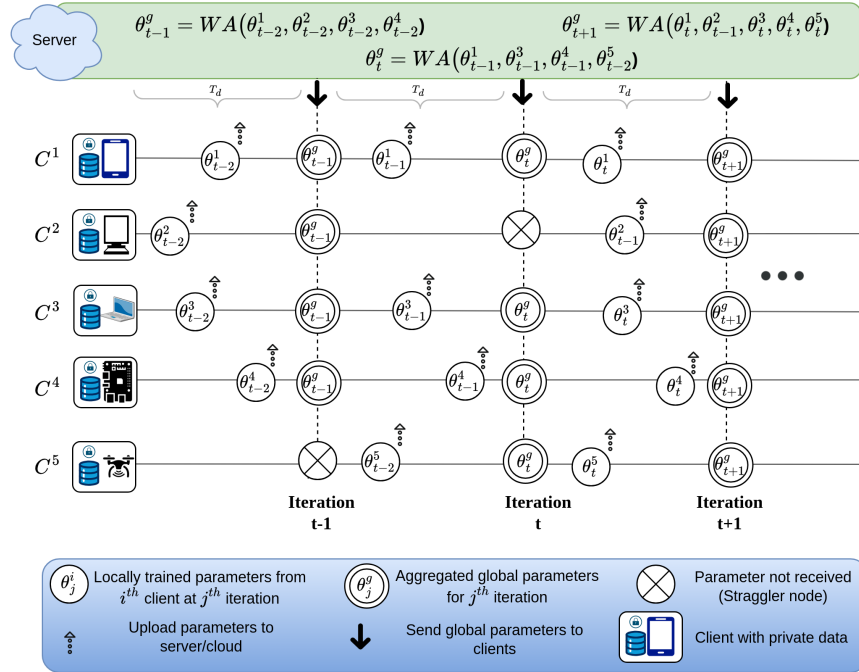 Server
θ^g_{t-1} = WA(θ^1_{t-2}, θ^2_{t-2}, θ^3_{t-2}, θ^4_{t-2})
θ^g_{t+1} = WA(θ^1_t, θ^2_{t-1}, θ^3_t, θ^4_t, θ^5_t)
θ^g_t = WA(θ^1_{t-1}, θ^3_{t-1}, θ^4_{t-1}, θ^5_{t-2})
T_d T_d T_d
C^1 θ^1_{t-2} θ^g_{t-1} θ^1_{t-1} θ^g_t θ^1_t θ^g_{t+1}
C^2 θ^2_{t-2} θ^g_{t-1} θ^2_{t-1} θ^g_{t+1}
C^3 θ^3_{t-2} θ^g_{t-1} θ^3_{t-1} θ^g_t θ^3_t θ^g_{t+1}
C^4 θ^4_{t-2} θ^g_{t-1} θ^4_{t-1} θ^g_t θ^4_t θ^g_{t+1}
C^5 θ^5_{t-2} θ^g_t θ^5_t θ^g_{t+1}
Iteration
t-1
Iteration
t
Iteration
t+1
θ^i_j
Locally trained parameters from
i^{th} client at j^{th} iteration
θ^g_j
Aggregated global parameters
for j^{th} iteration
Parameter not received
(Straggler node)
Upload parameters to
server/cloud
Send global parameters to
clients
Client with private data